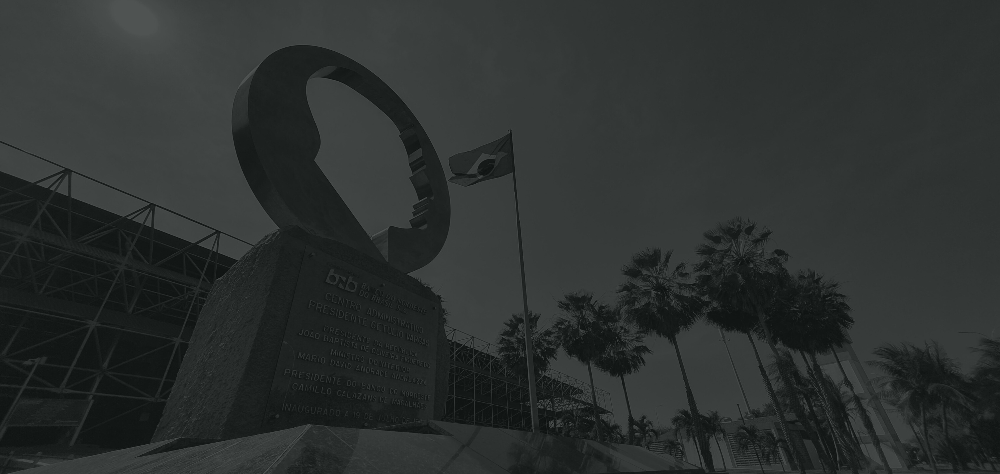 bnb BANCO DO NORDESTE
DO BRASIL S.A.
CENTRO ADMINISTRATIVO
PRESIDENTE GETÚLIO VARGAS
PRESIDENTE DA REPÚBLICA
JOÃO BAPTISTA DE OLIVEIRA FIGUEREDO
MINISTRO DO INTERIOR
MARIO DAVID ANDRADE ANDREAZZA
PRESIDENTE DO BANCO DO NORDESTE
CAMILLO CALAZANS DE MAGALHÃES
INAUGURADO A 19 DE JULHO DE